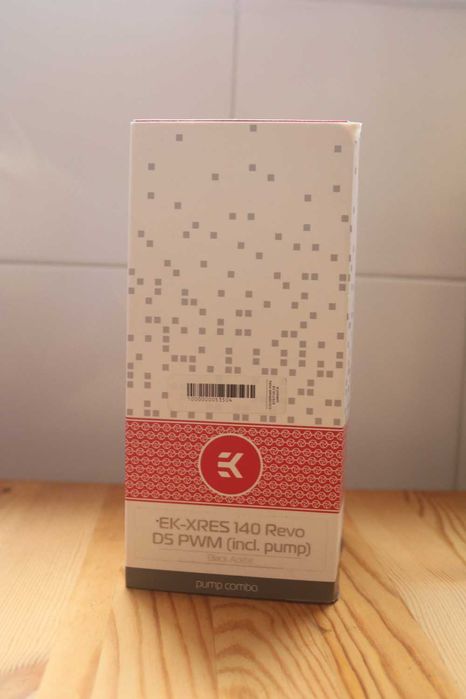 EK
·EK-XRES 140 Revo
D5 PWM (incl. pump)
Black Acetal
pump combo